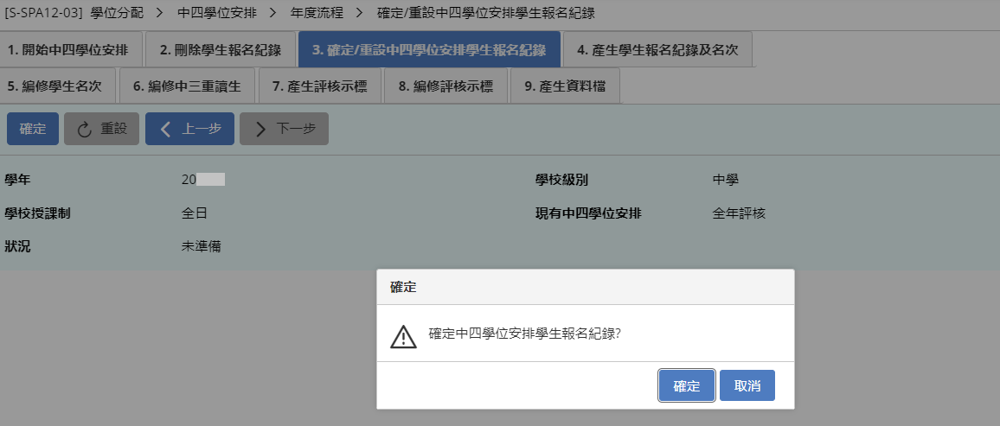 [S-SPA12-03] 學位分配 > 中四學位安排 > 年度流程 > 確定/重設中四學位安排學生報名紀錄
1. 開始中四學位安排 2. 刪除學生報名紀錄 3. 確定/重設中四學位安排學生報名紀錄 4. 產生學生報名紀錄及名次
5. 編修學生名次 6. 編修中三重讀生 7. 產生評核示標 8. 編修評核示標 9. 產生資料檔
確定 重設 上一步 下一步
學年 20 學校級別 中學
學校授課制 全日 現有中四學位安排 全年評核
狀況 未準備
確定
確定中四學位安排學生報名紀錄?
確定 取消